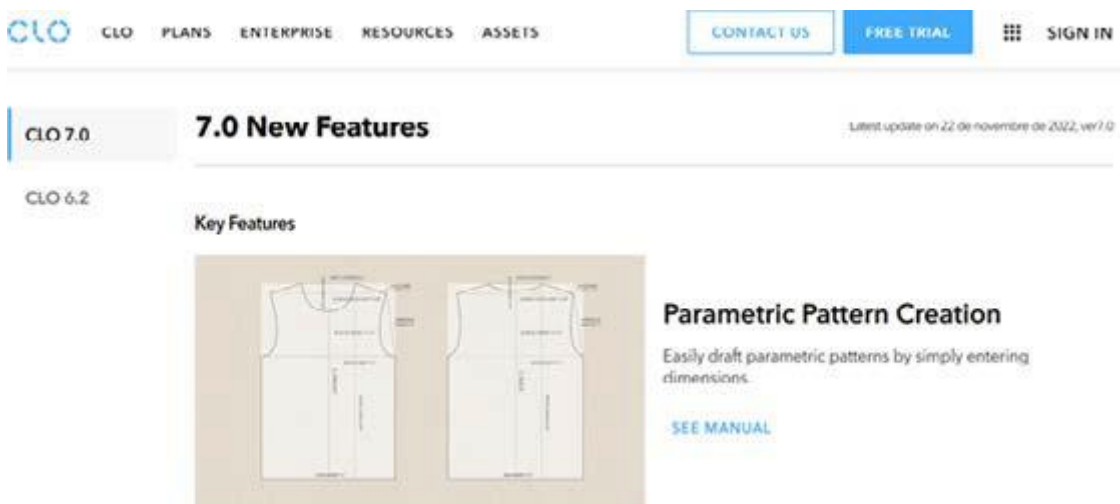 CLO
CLO PLANS ENTERPRISE RESOURCES ASSETS CONTACT US FREE TRIAL SIGN IN
CLO 7.0
7.0 New Features
Latest update on 22 de novembre de 2022, ver7.0
CLO 6.2
Key Features
Parametric Pattern Creation
Easily draft parametric patterns by simply entering
dimensions.
SEE MANUAL